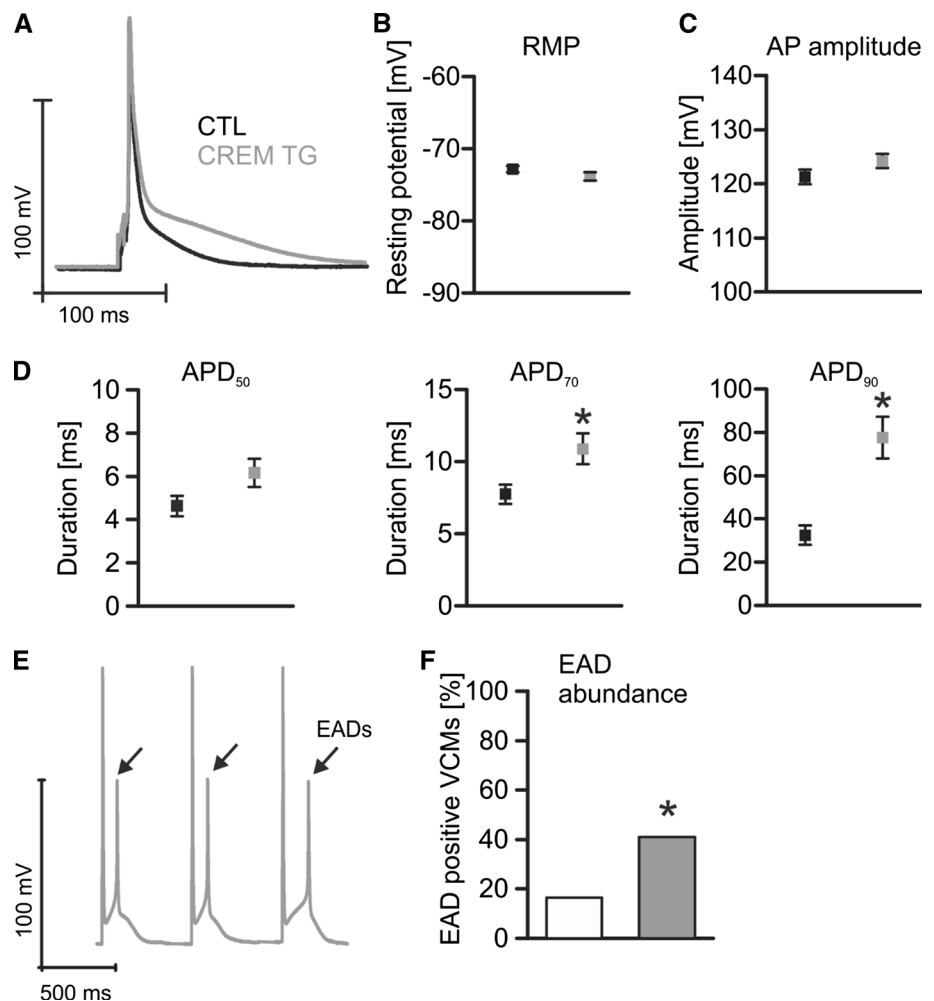 A
100 mV
100 ms
CTL
CREM TG
B
RMP
Resting potential [mV]
-60
-70
-80
-90
C
AP amplitude
Amplitude [mV]
140
130
120
110
100
D
APD50
Duration [ms]
10
8
6
4
2
0
APD70
*
Duration [ms]
15
10
5
0
APD90
*
Duration [ms]
100
80
60
40
20
0
E
EADs
100 mV
500 ms
F
EAD
abundance
EAD positive VCMs [%]
100
80
60
40
20
0
*